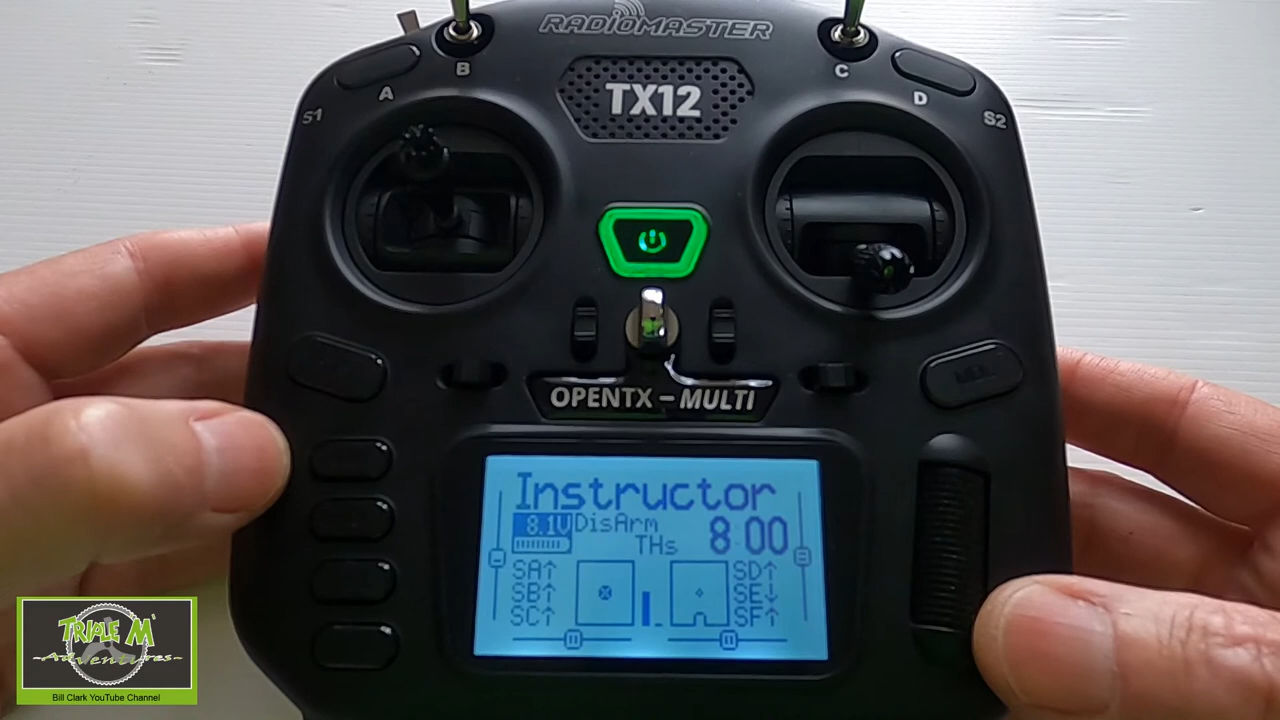 RADIOMASTER
TX12
B
C
A
D
S1
S2
OPENTX - MULTI
Instructor
8.1V DisArm 8:00
THs
SA↑ SD↑
SB↑ SE↓
SC↑ SF↑
TRIPLE M
-Adventures-
Bill Clark YouTube Channel